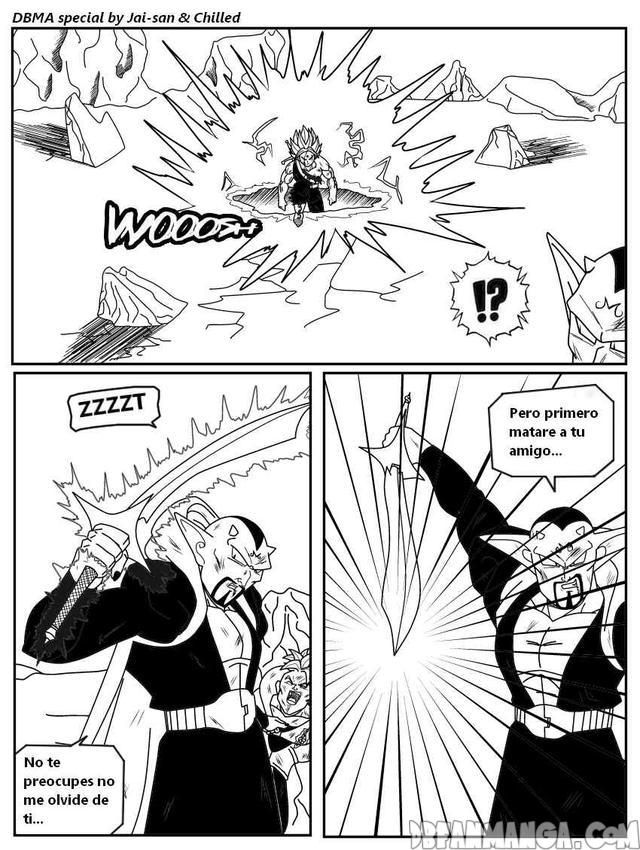 DBMA special by Jai-san & Chilled
VVOOOSH
!?
ZZZZT
No te
preocupes no
me olvide de
ti...
Pero primero
matare a tu
amigo...
DBFANMANGA.COM